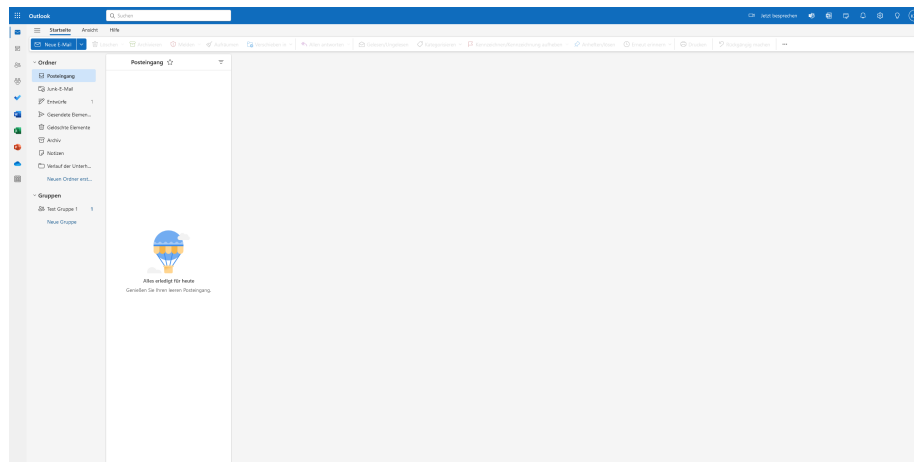 Outlook
Suchen
Jetzt besprechen
Startseite Ansicht Hilfe
Neue E-Mail
Drucken
Ordner
Posteingang
Junk-E-Mail
Entwürfe 1
Gesendete Elemen...
Gelöschte Elemente
Archiv
Notizen
Verlauf der Unterh...
Neuen Ordner erst...
Gruppen
Test Gruppe 1
Neue Gruppe
Posteingang
Alles erledigt für heute
Genießen Sie Ihren leeren Posteingang.